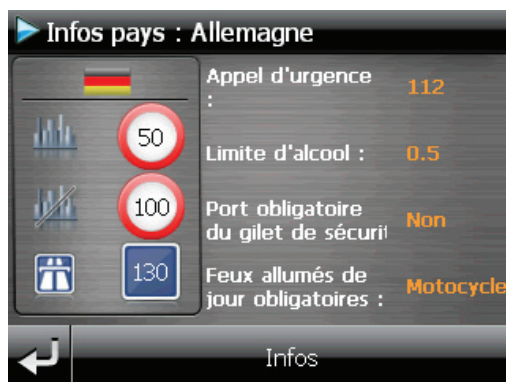 Infos pays : Allemagne
50
100
130
Appel d'urgence
:
112
Limite d'alcool :
0.5
Port obligatoire
du gilet de sécurit
Non
Feux allumés de
jour obligatoires :
Motocycle
Infos